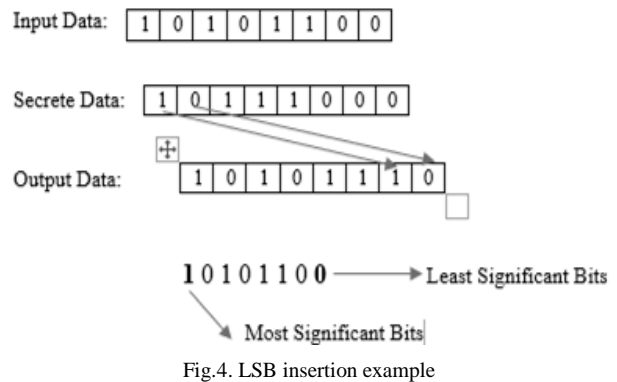 Input Data: 1 0 1 0 1 1 0 0
Secrete Data: 1 0 1 1 1 0 0 0
Output Data: 1 0 1 0 1 1 1 0
1 0 1 0 1 1 0 0 Least Significant Bits
Most Significant Bits
Fig.4. LSB insertion example